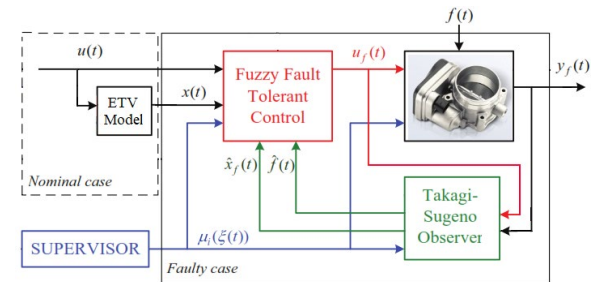 f(t)
u(t)
u_f(t)
y_f(t)
Fuzzy Fault
Tolerant
Control
ETV
Model
x(t)
x̂_f(t)
f̂(t)
Nominal case
Takagi-
Sugeno
Observer
SUPERVISOR
μ_i(ξ(t))
Faulty case